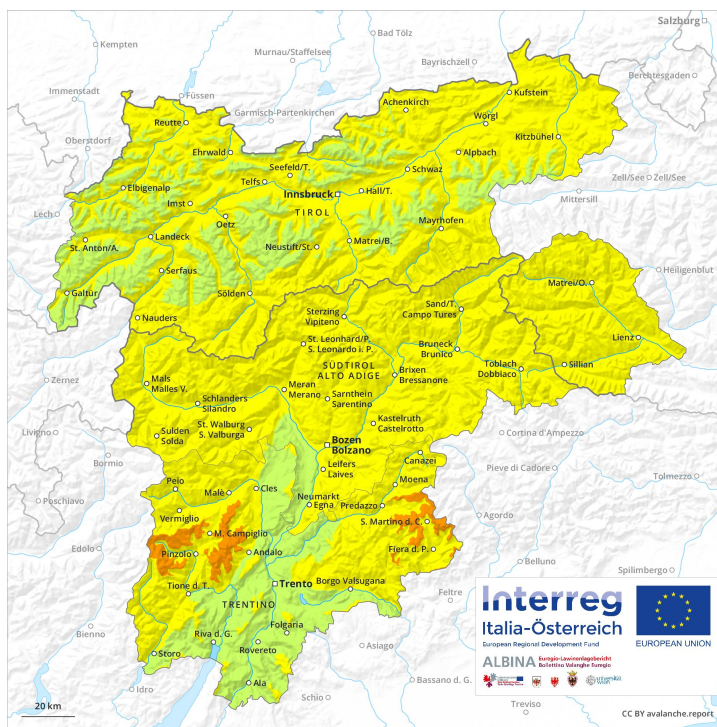 Salzburg
Bad Tölz
Kempten
Murnau/Staffelsee
Bayrischzell
Berchtesgaden
Immenstadt
Füssen
Garmisch-Partenkirchen
Achenkirch
Kufstein
Reutte
Wörgl
Oberstdorf
Ehrwald
Kitzbühel
Seefeld/T.
Alpbach
Schwaz
Telfs
Zell/See
Zell/See
Elbigenalp
Innsbruck
Hall/T.
Mittersill
Imst
TIROL
Lech
Oetz
Mayrhofen
St. Anton/A.
Landeck
Neustift/St.
Matrei/B.
Serfaus
Heiligenblut
Galtür
Sölden
Matrei/O.
Nauders
Sterzing
Vipiteno
Sand/T.
Campo Tures
Lienz
St. Leonhard/P.
S. Leonardo i. P.
Bruneck
Brunico
Sillian
SÜDTIROL
ALTO ADIGE
Toblach
Dobbiaco
Zernez
Mals
Malles V.
Meran
Merano
Brixen
Bressanone
Sarnthein
Sarentino
Schlanders
Silandro
Kastelruth
Castelrotto
St. Walburg
S. Valburga
Livigno
Sulden
Solda
Bozen
Bolzano
Cortina d'Ampezzo
Bormio
Leifers
Laives
Canazei
Pieve di Cadore
Moena
Tolmezzo
Peio
Poschiavo
Malè
Cles
Neumarkt
Egna
Predazzo
Agordo
Vermiglio
S. Martino d. C.
M. Campiglio
Edolo
Pinzolo
Andalo
Fiera d. P.
Belluno
Spilimbergo
Tione d. T.
Trento
Borgo Valsugana
Feltre
TRENTINO
Bienno
Folgaria
Riva d. G.
Storo
Rovereto
Asiago
Idro
Ala
Schio
Bassano d. G.
Treviso
20 km
Interreg
Italia-Österreich
European Regional Development Fund
EUROPEAN UNION
ALBINA Euregio-Lawinenlagebericht
Bollettino Valanghe Euregio
CC BY avalanche.report